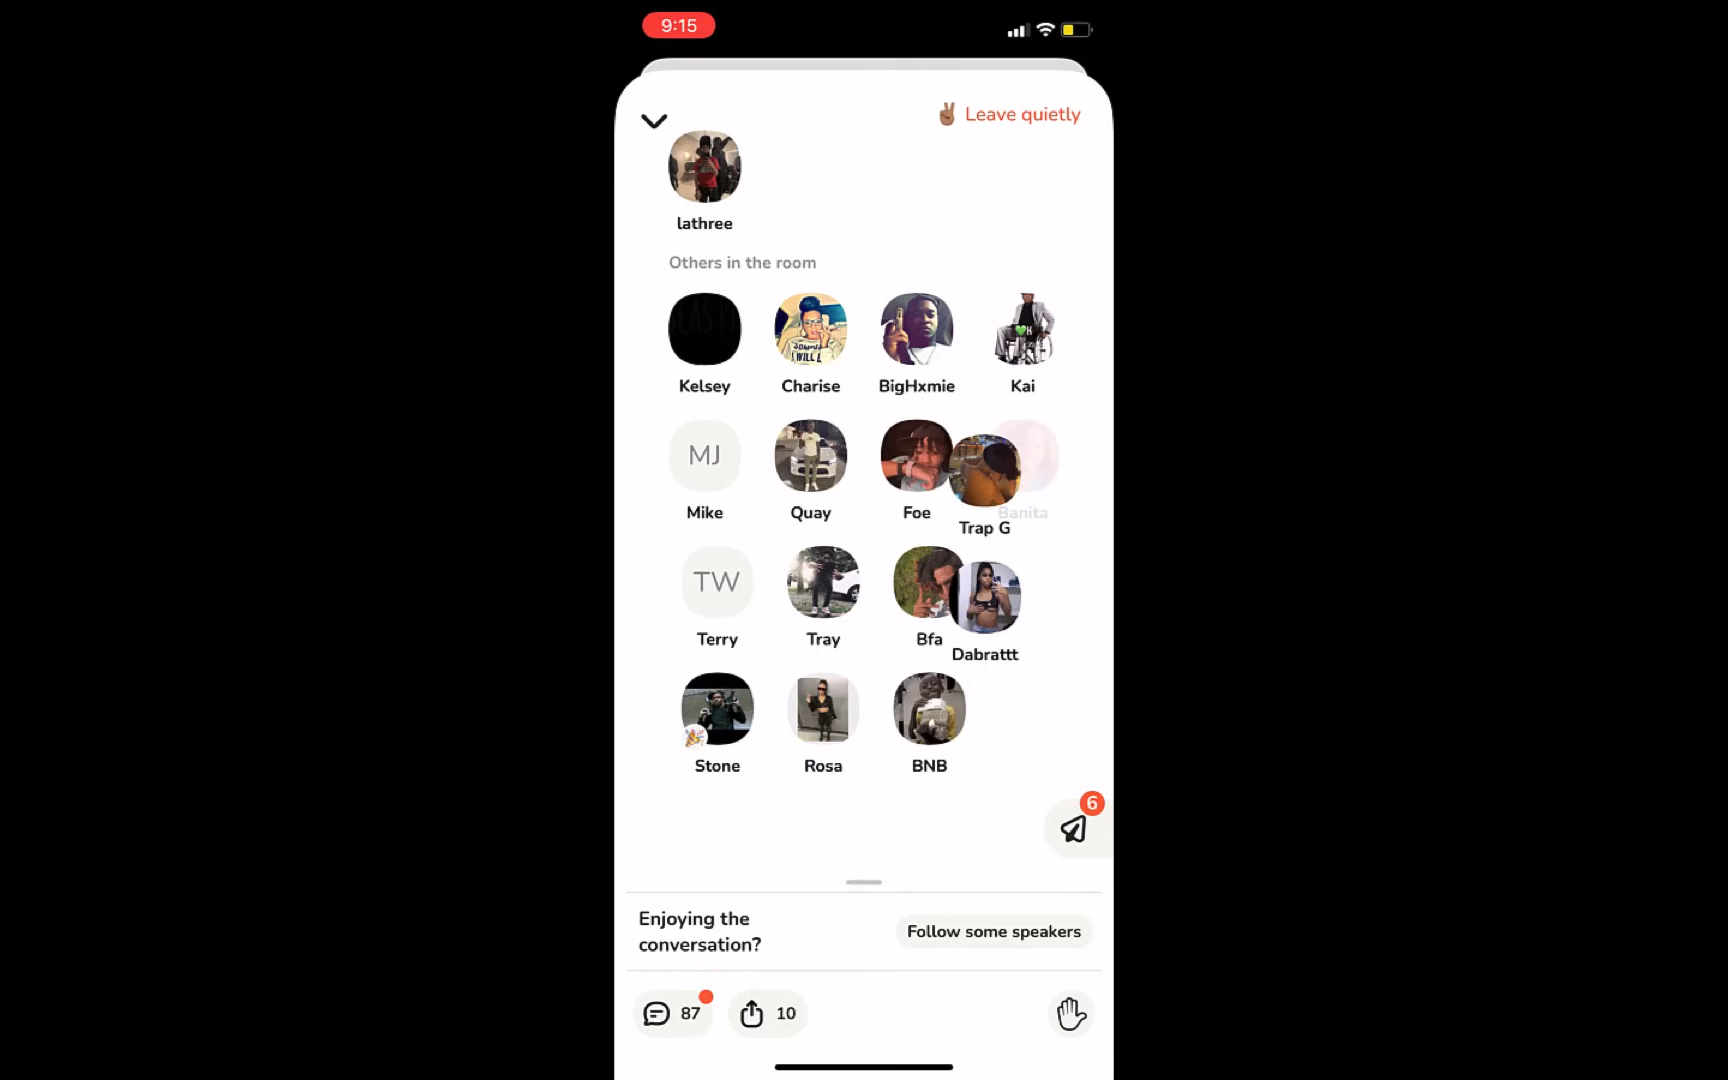 9:15
Leave quietly
lathree
Others in the room
Kelsey
Charise
BigHxmie
Kai
MJ
Mike
Quay
Foe
Trap G
Banita
TW
Terry
Tray
Bfa
Dabrattt
Stone
Rosa
BNB
6
Enjoying the
conversation?
Follow some speakers
87
10